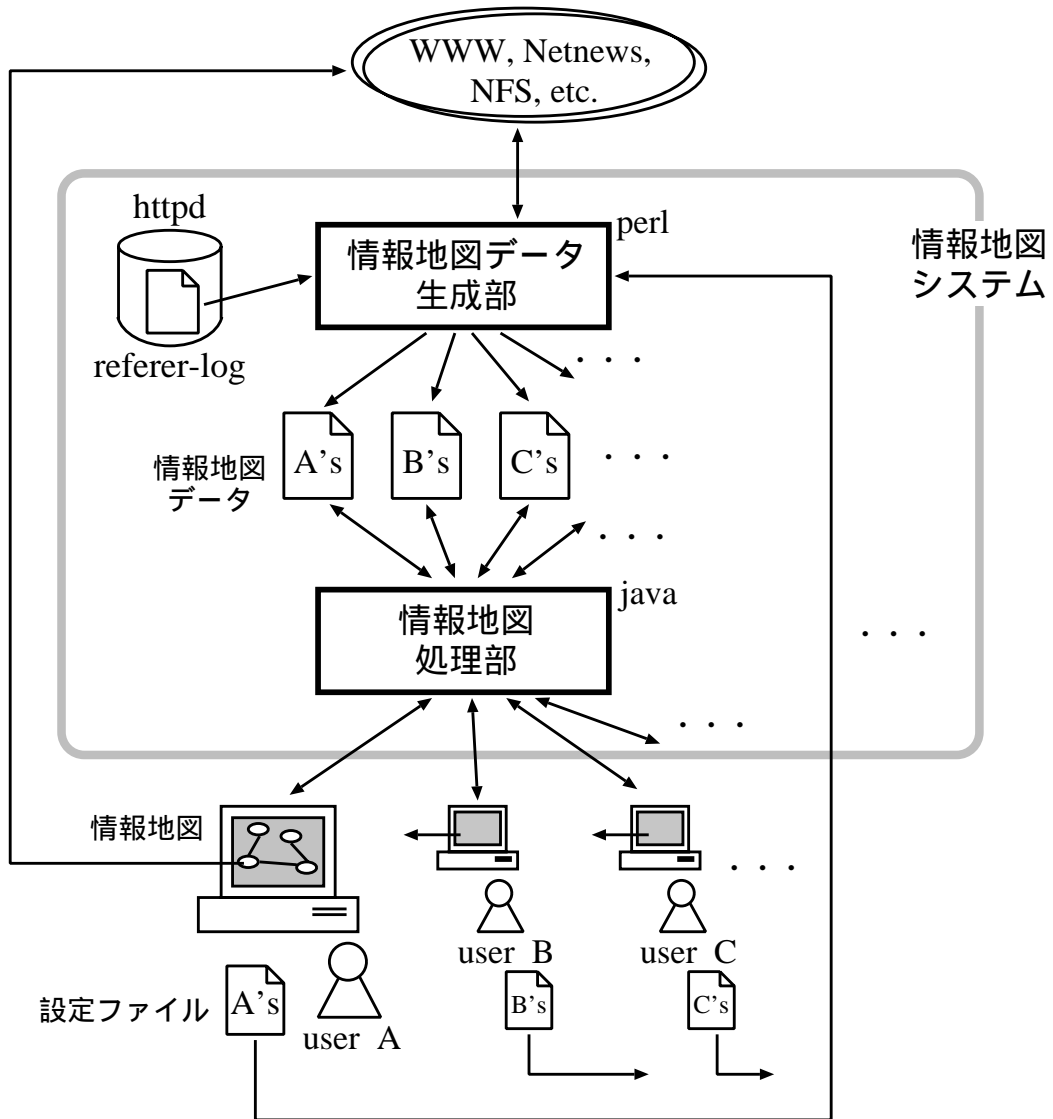 WWW, Netnews,
NFS, etc.
httpd
perl
情報地図データ
生成部
情報地図
システム
referer-log
. . .
情報地図
データ
A's
B's
C's
. . .
. . .
java
情報地図
処理部
. . .
. . .
情報地図
. . .
user B
user C
設定ファイル
A's
user A
B's
C's